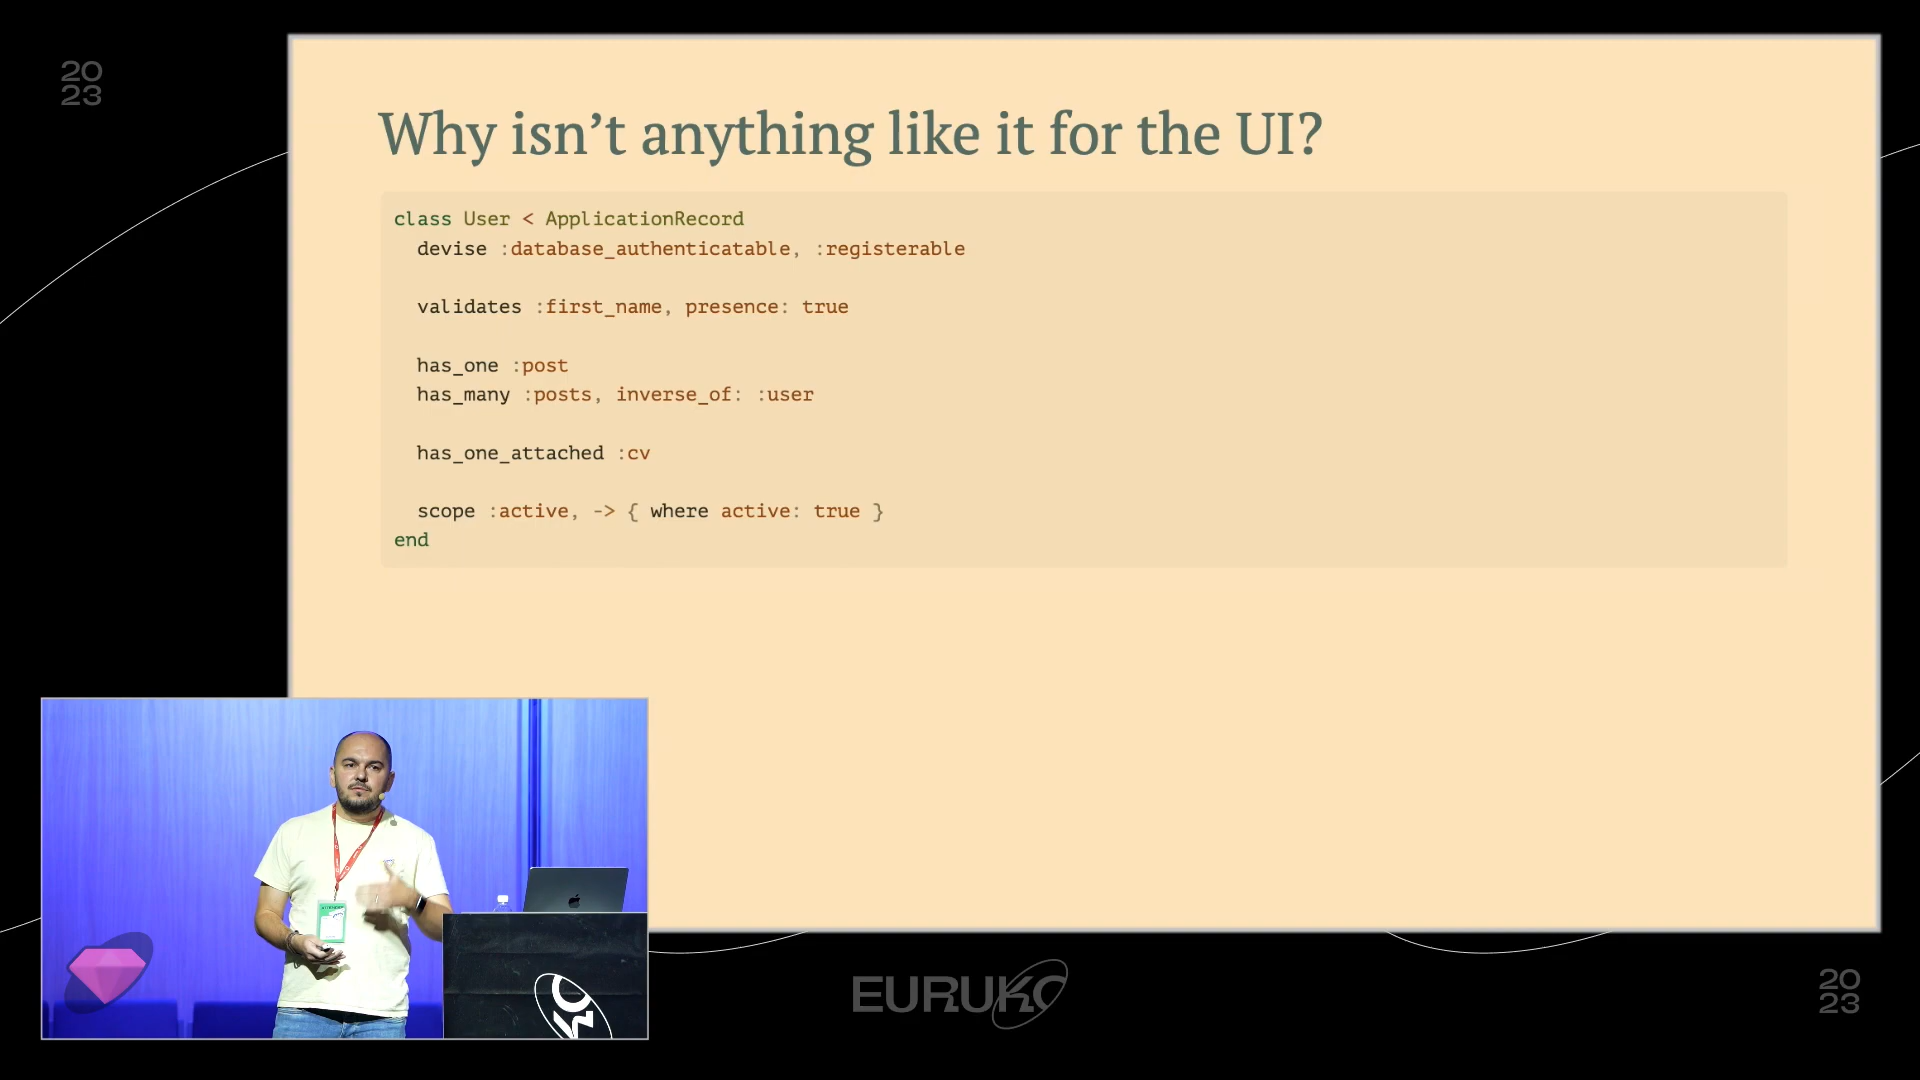 20
23
Why isn’t anything like it for the UI?
class User < ApplicationRecord
  devise :database_authenticatable, :registerable

  validates :first_name, presence: true

  has_one :post
  has_many :posts, inverse_of: :user

  has_one_attached :cv

  scope :active, -> { where active: true }
end
EURUKO
20
23